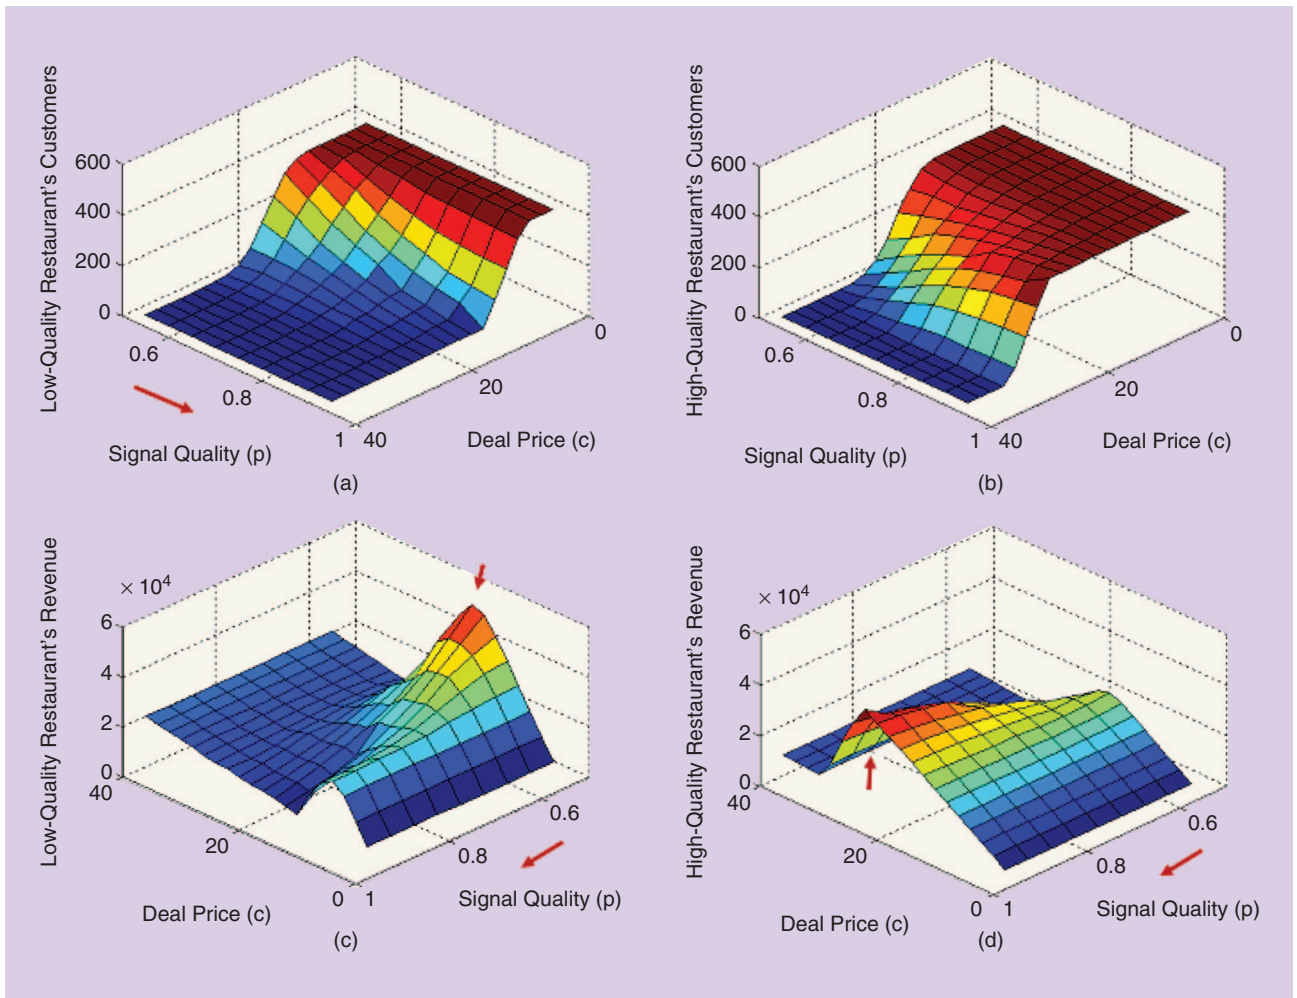 Low-Quality Restaurant's Customers
600
400
200
0
0.6
0.8
1
40
20
0
Signal Quality (p)
Deal Price (c)
(a)
High-Quality Restaurant's Customers
600
400
200
0
0.6
0.8
1
40
20
0
Signal Quality (p)
Deal Price (c)
(b)
Low-Quality Restaurant's Revenue
× 10⁴
6
4
2
0
40
20
0
1
0.8
0.6
Deal Price (c)
Signal Quality (p)
(c)
High-Quality Restaurant's Revenue
× 10⁴
6
4
2
0
40
20
0
1
0.8
0.6
Deal Price (c)
Signal Quality (p)
(d)